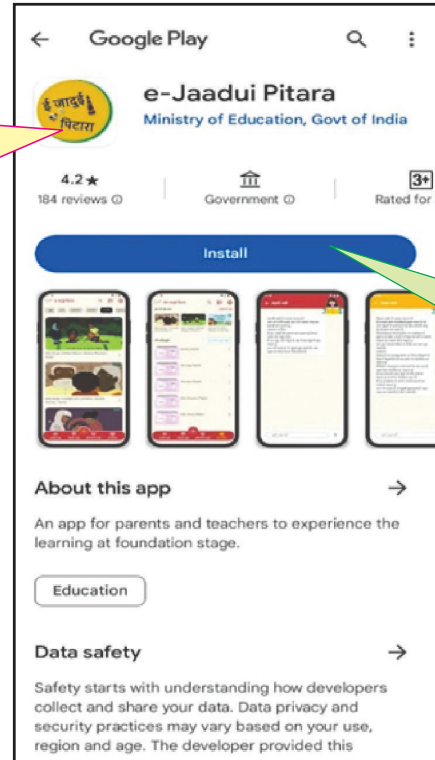 Google Play
ई जादुई
पिटारा
e-Jaadui Pitara
Ministry of Education, Govt of India
4.2★
184 reviews
Government
3+
Rated for
Install
About this app
An app for parents and teachers to experience the
learning at foundation stage.
Education
Data safety
Safety starts with understanding how developers
collect and share your data. Data privacy and
security practices may vary based on your use,
region and age. The developer provided this